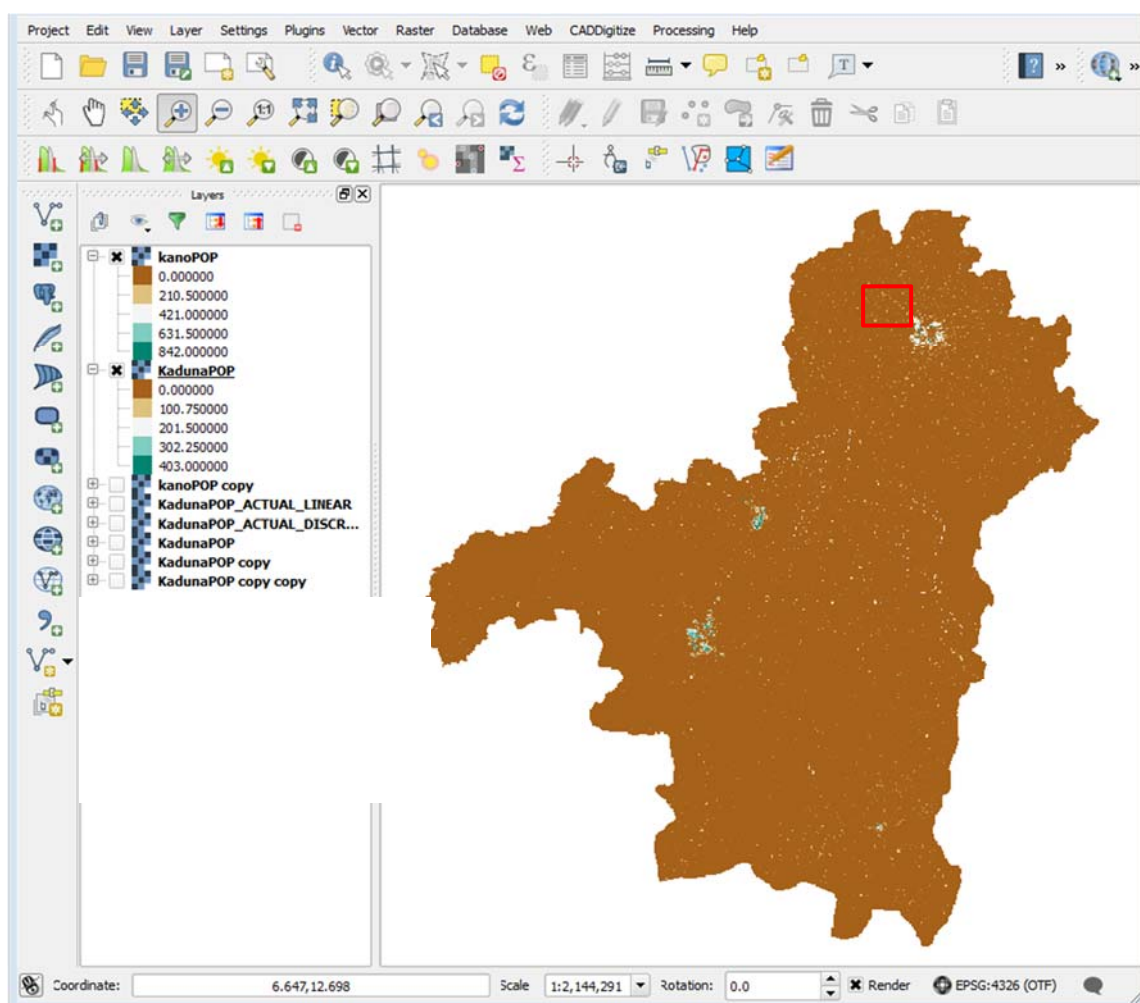 Project Edit View Layer Settings Plugins Vector Raster Database Web CADDigitize Processing Help
T
?
»
»
1:1
Layers
kanoPOP
0.000000
210.500000
421.000000
631.500000
842.000000
KadunaPOP
0.000000
100.750000
201.500000
302.250000
403.000000
kanoPOP copy
KadunaPOP_ACTUAL_LINEAR
KadunaPOP_ACTUAL_DISCR...
KadunaPOP
KadunaPOP copy
KadunaPOP copy copy
Coordinate: 6.647,12.698 Scale 1:2,144,291 Rotation: 0.0 Render EPSG:4326 (OTF)